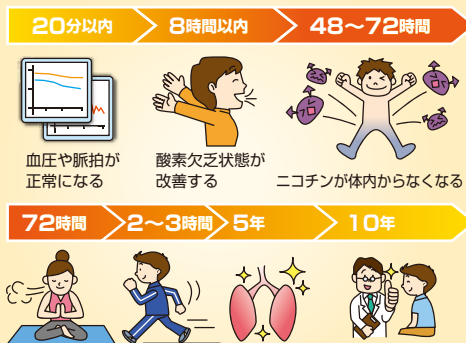 20分以内 8時間以内 48〜72時間
血圧や脈拍が
正常になる
酸素欠乏状態が
改善する
ニコチンが体内からなくなる
72時間 2〜3時間 5年 10年